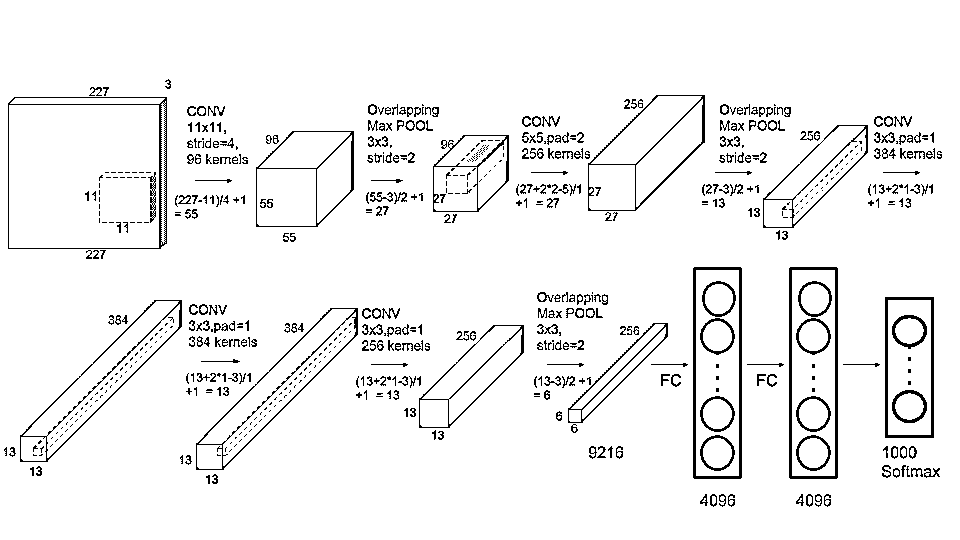 227
3
11
11
227
CONV
11x11,
stride=4,
96 kernels
(227-11)/4 +1
= 55
55
55
96
Overlapping
Max POOL
3x3,
stride=2
(55-3)/2 +1
= 27
96
27
27
CONV
5x5,pad=2
256 kernels
(27+2*2-5)/1
+1 = 27
256
27
27
Overlapping
Max POOL
3x3,
stride=2
(27-3)/2 +1
= 13
256
13
13
CONV
3x3,pad=1
384 kernels
(13+2*1-3)/1
+1 = 13
384
13
13
CONV
3x3,pad=1
384 kernels
(13+2*1-3)/1
+1 = 13
384
13
13
CONV
3x3,pad=1
256 kernels
(13+2*1-3)/1
+1 = 13
256
13
13
Overlapping
Max POOL
3x3,
stride=2
(13-3)/2 +1
= 6
256
6
6
9216
FC
4096
FC
4096
1000
Softmax